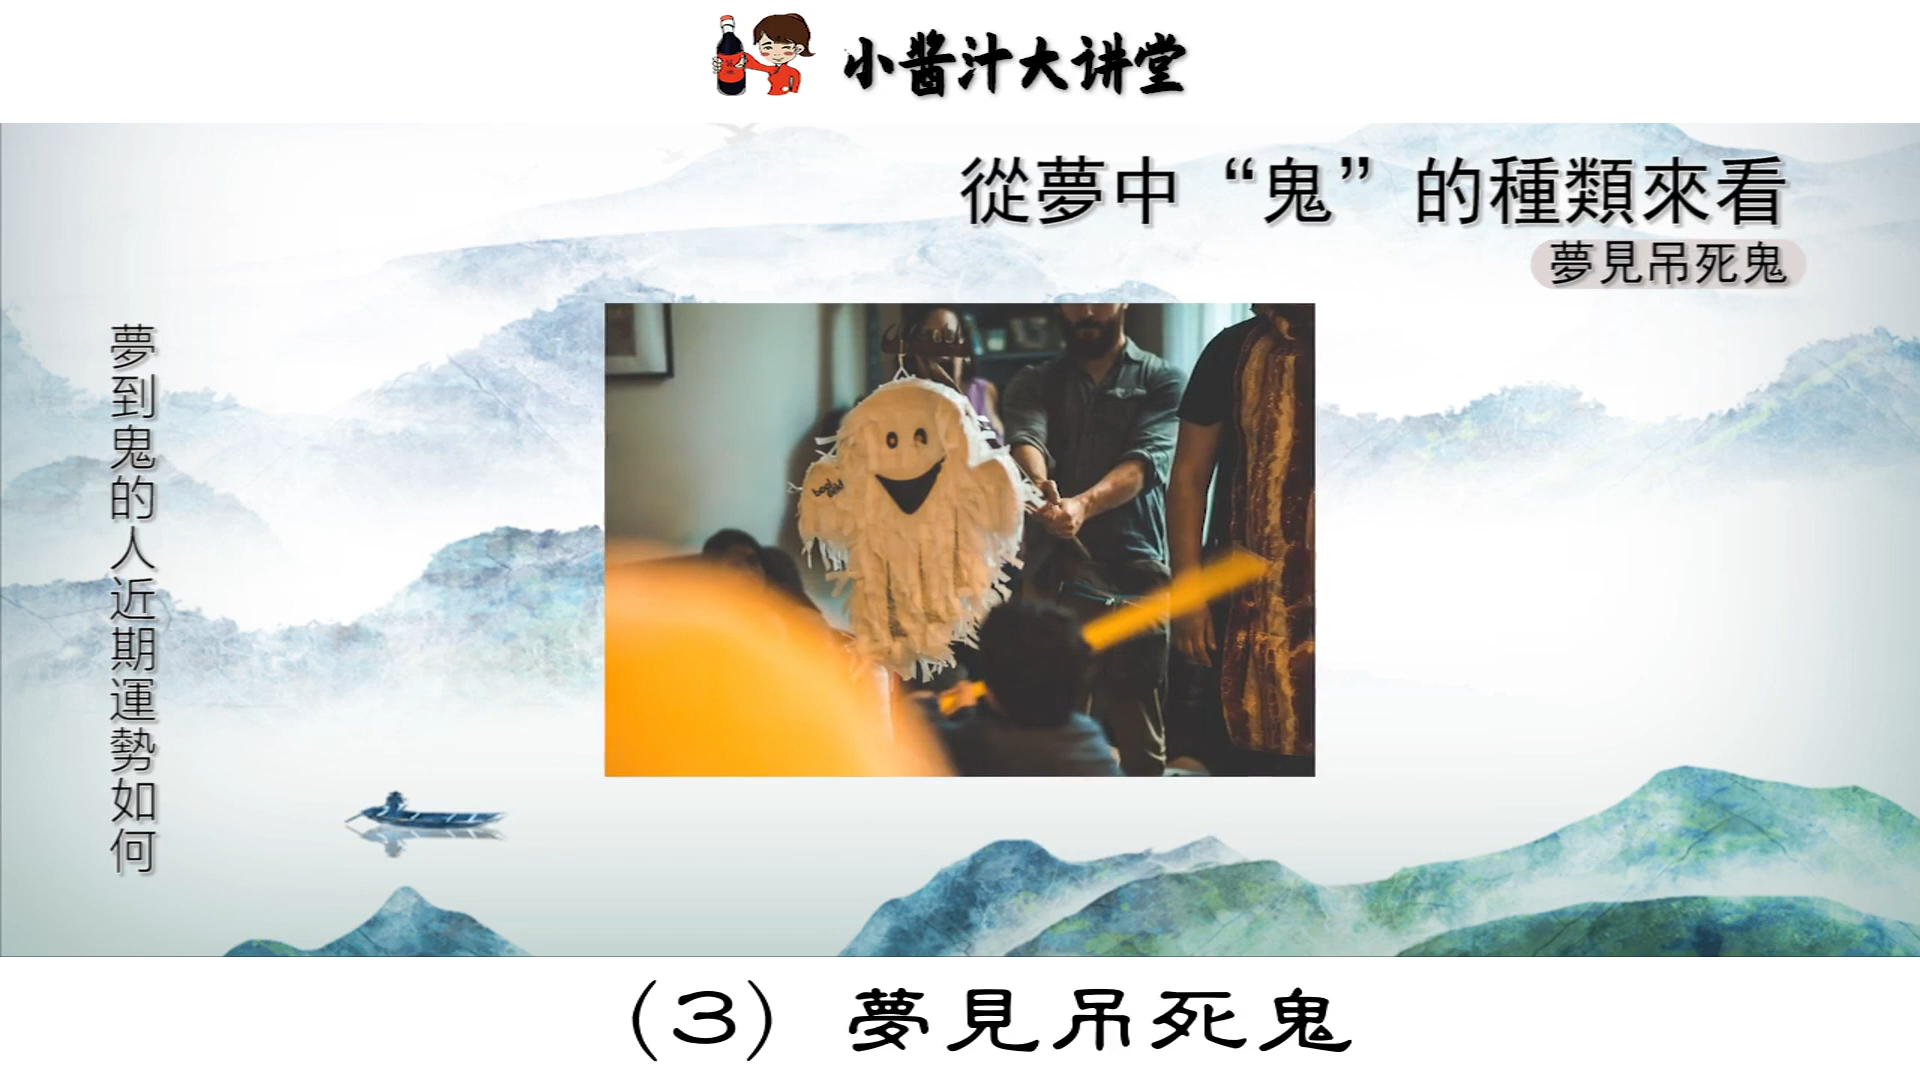 小酱汁大讲堂
從夢中“鬼”的種類來看
夢見吊死鬼
夢到鬼的人近期運勢如何
(3) 夢見吊死鬼